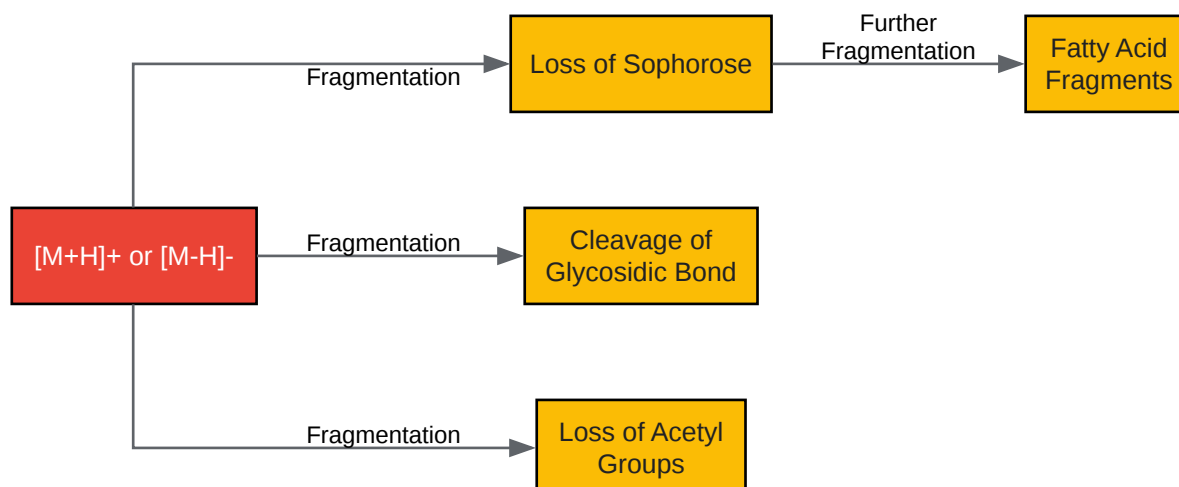 Further
Fragmentation
Fragmentation
Loss of Sophorose
Fatty Acid
Fragments
[M+H]+ or [M-H]-
Fragmentation
Cleavage of
Glycosidic Bond
Fragmentation
Loss of Acetyl
Groups